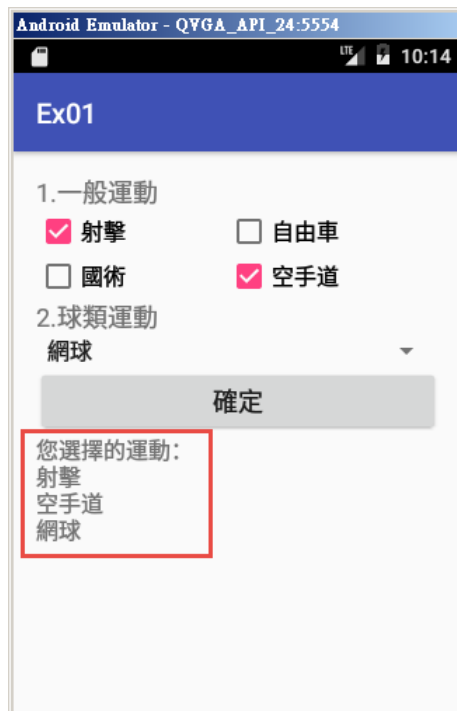 Android Emulator - QVGA_API_24:5554
LTE 10:14
Ex01
1.一般運動
射擊 自由車
國術 空手道
2.球類運動
網球
確定
您選擇的運動:
射擊
空手道
網球